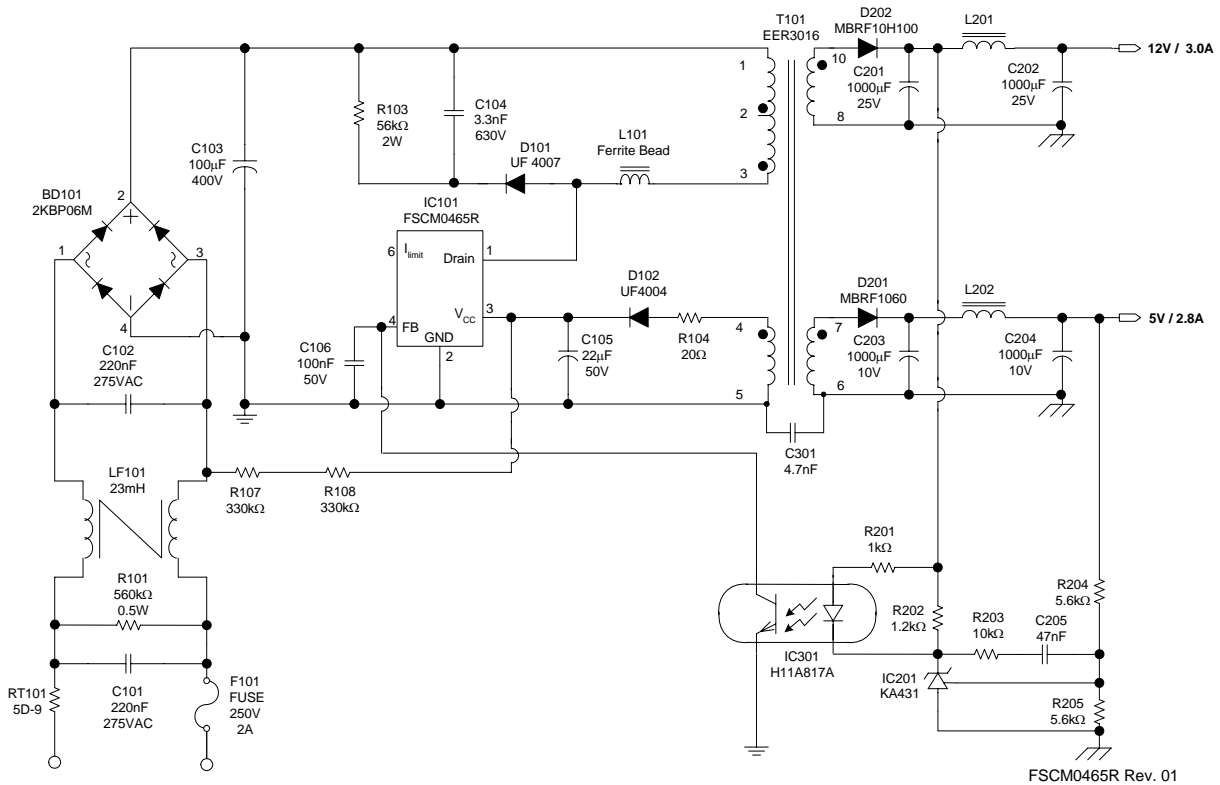 T101
EER3016
D202
MBRF10H100
L201
12V / 3.0A
1
2
3
10
8
C201
1000µF
25V
C202
1000µF
25V
R103
56kΩ
2W
C104
3.3nF
630V
L101
Ferrite Bead
D101
UF 4007
C103
100µF
400V
BD101
2KBP06M
1
2
3
4
IC101
FSCM0465R
6
Ilimit
Drain
1
VCC
3
4
FB
GND
2
D102
UF4004
R104
20Ω
4
5
7
6
D201
MBRF1060
L202
5V / 2.8A
C203
1000µF
10V
C204
1000µF
10V
C106
100nF
50V
C105
22µF
50V
C102
220nF
275VAC
C301
4.7nF
LF101
23mH
R107
330kΩ
R108
330kΩ
R101
560kΩ
0.5W
C101
220nF
275VAC
RT101
5D-9
F101
FUSE
250V
2A
R201
1kΩ
R202
1.2kΩ
R203
10kΩ
C205
47nF
R204
5.6kΩ
IC301
H11A817A
IC201
KA431
R205
5.6kΩ
FSCM0465R Rev. 01